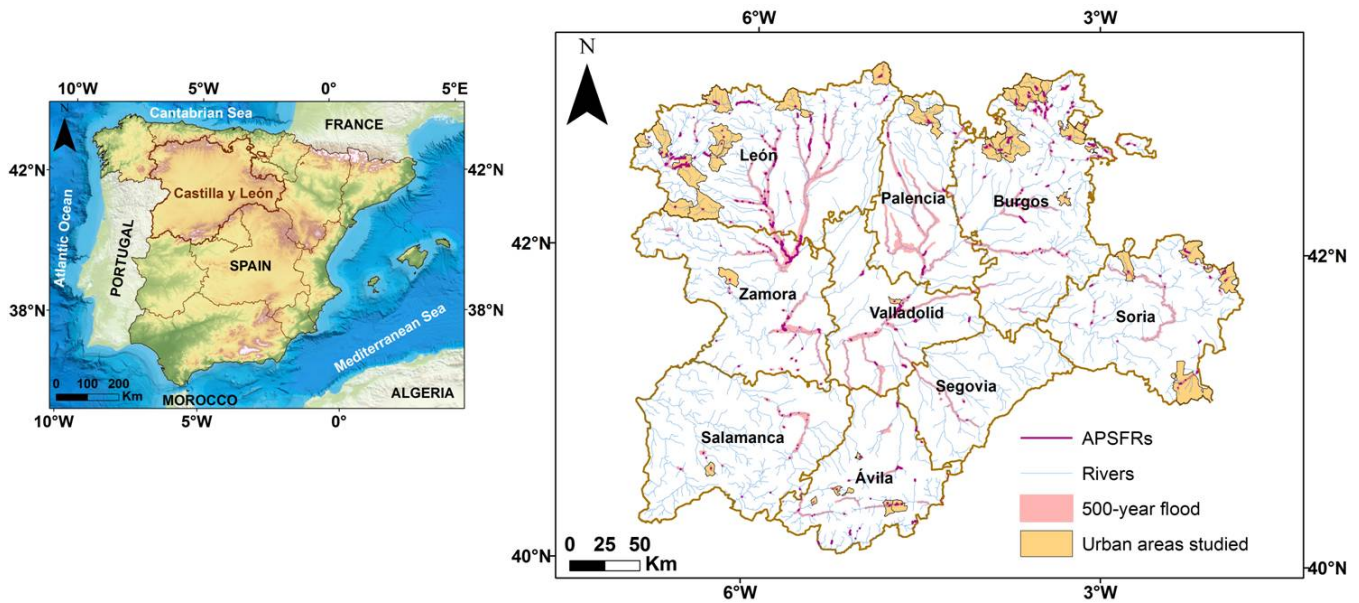 10°W
5°W
0°
5°E
N
Cantabrian Sea
FRANCE
42°N
42°N
Castilla y León
Atlantic Ocean
PORTUGAL
SPAIN
38°N
38°N
Mediterranean Sea
0 100 200
Km
MOROCCO
ALGERIA
10°W
5°W
0°
6°W
3°W
N
León
Palencia
Burgos
42°N
42°N
Zamora
Valladolid
Soria
Segovia
Salamanca
Ávila
APSFRs
Rivers
500-year flood
Urban areas studied
0 25 50
Km
40°N
40°N
6°W
3°W